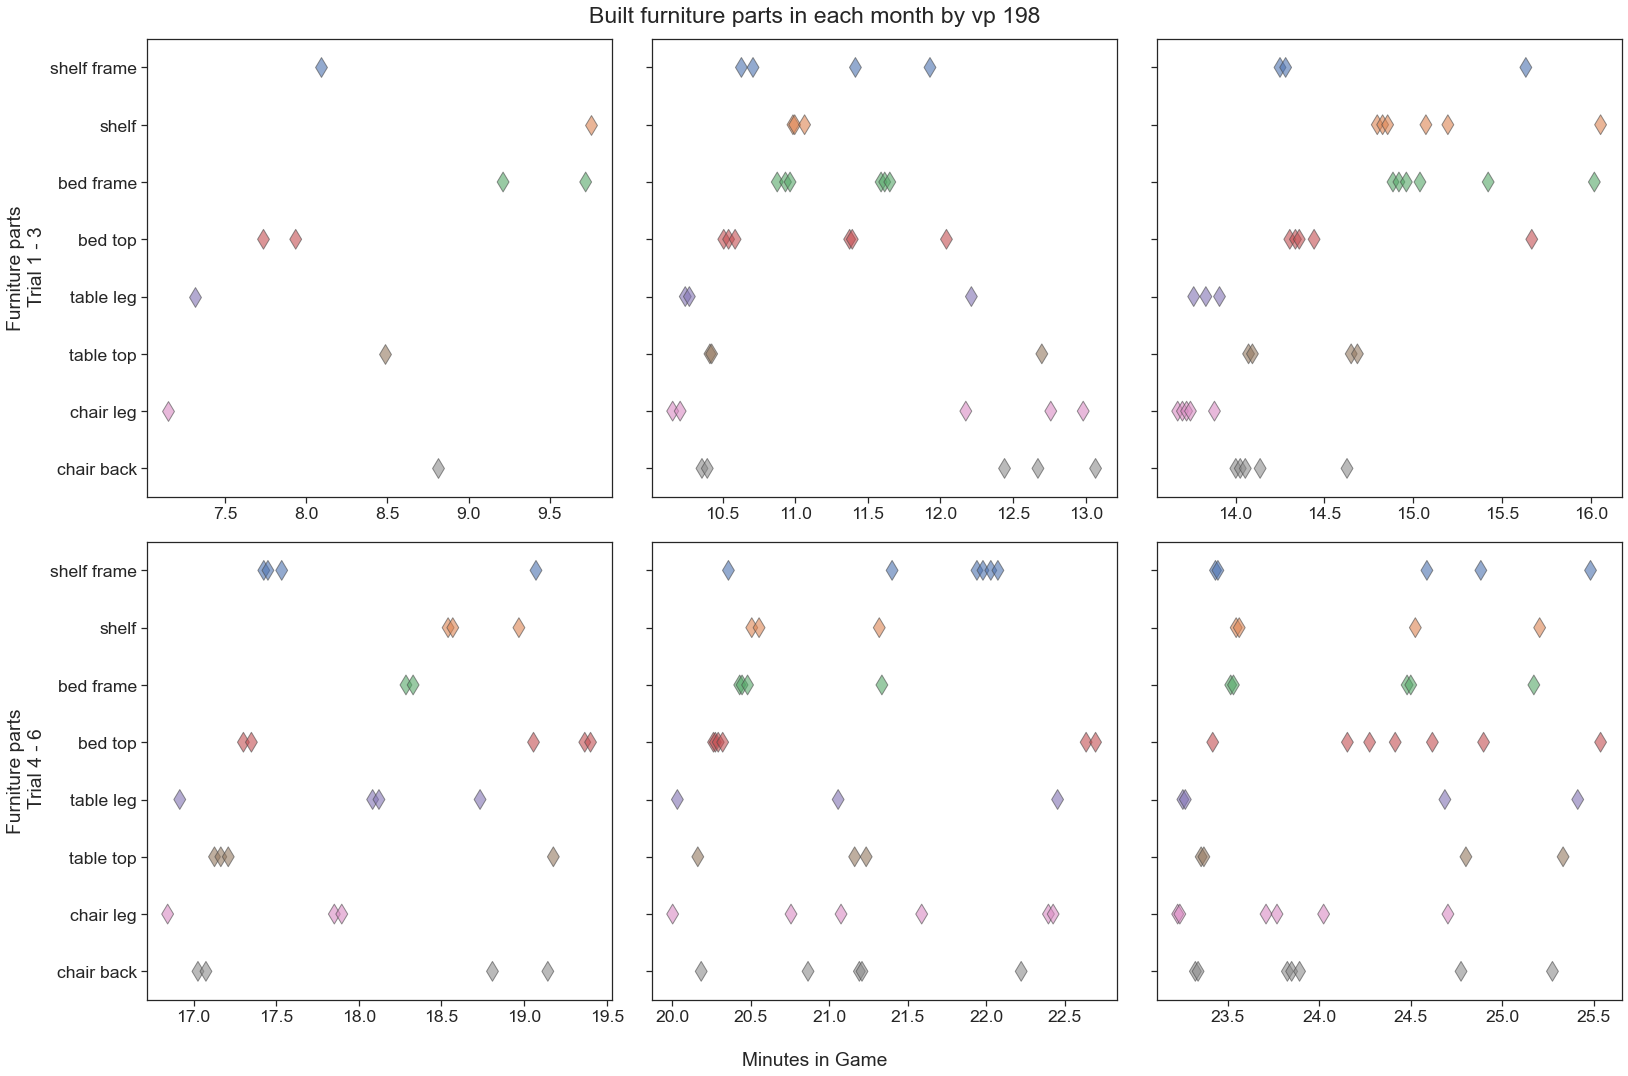 Built furniture parts in each month by vp 198
Furniture parts
Trial 1 - 3
shelf frame
shelf
bed frame
bed top
table leg
table top
chair leg
chair back
7.5 8.0 8.5 9.0 9.5
10.5 11.0 11.5 12.0 12.5 13.0
14.0 14.5 15.0 15.5 16.0
Furniture parts
Trial 4 - 6
shelf frame
shelf
bed frame
bed top
table leg
table top
chair leg
chair back
17.0 17.5 18.0 18.5 19.0 19.5
20.0 20.5 21.0 21.5 22.0 22.5
23.5 24.0 24.5 25.0 25.5
Minutes in Game